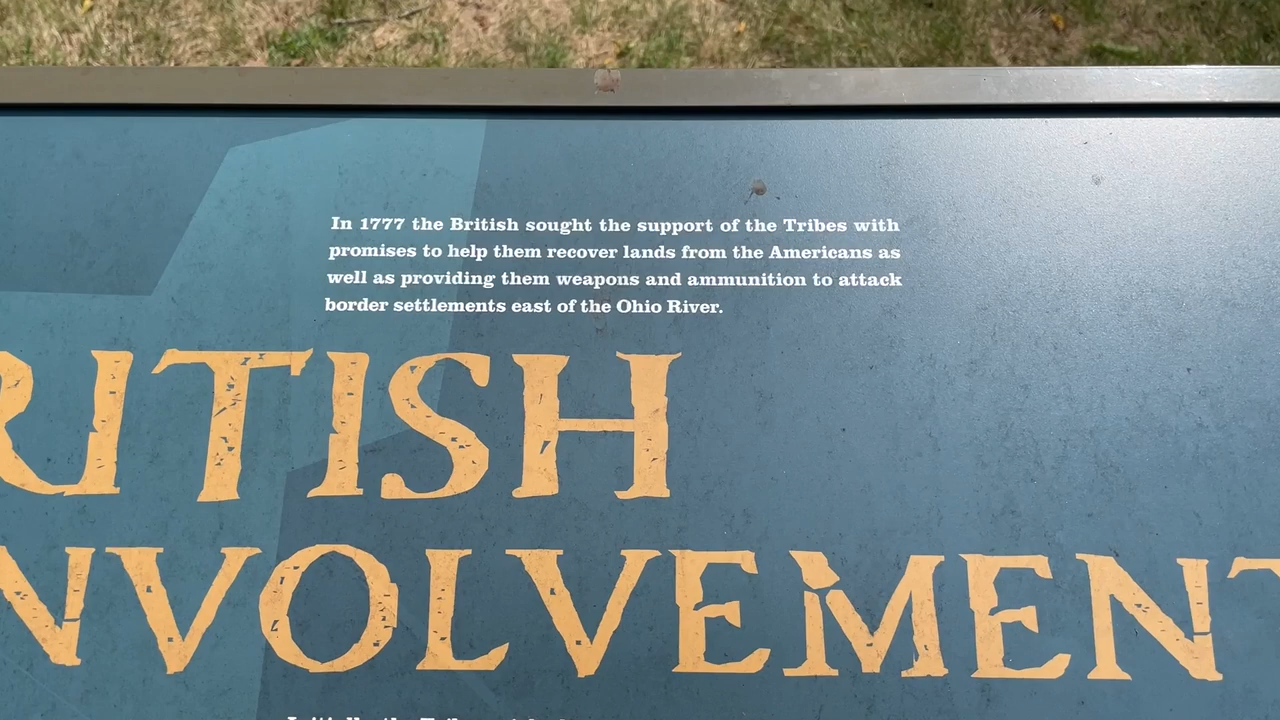 In 1777 the British sought the support of the Tribes with
promises to help them recover lands from the Americans as
well as providing them weapons and ammunition to attack
border settlements east of the Ohio River.
RITISH
NVOLVEMENT